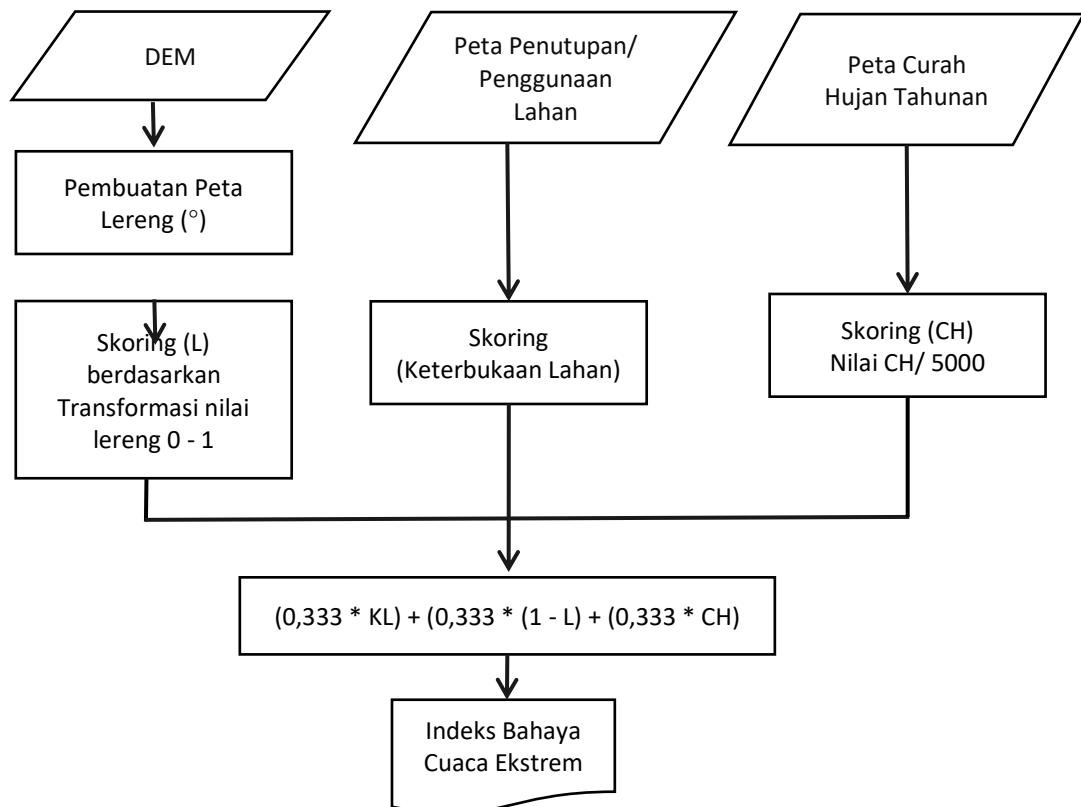 DEM
Peta Penutupan/
Penggunaan
Lahan
Peta Curah
Hujan Tahunan
Pembuatan Peta
Lereng (°)
Skoring (L)
berdasarkan
Transformasi nilai
lereng 0 - 1
Skoring
(Keterbukaan Lahan)
Skoring (CH)
Nilai CH/ 5000
(0,333 * KL) + (0,333 * (1 - L) + (0,333 * CH)
Indeks Bahaya
Cuaca Ekstrem